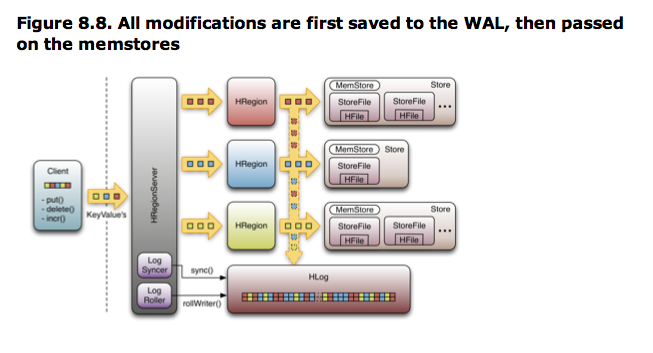 Figure 8.8. All modifications are first saved to the WAL, then passed
on the memstores
Client
- put()
- delete()
- incr()
KeyValue's
HRegionServer
HRegion
MemStore
Store
StoreFile
HFile
StoreFile
HFile
...
HRegion
MemStore
Store
StoreFile
HFile
HRegion
MemStore
Store
StoreFile
HFile
StoreFile
HFile
...
Log
Syncer
sync()
Log
Roller
rollWriter()
HLog